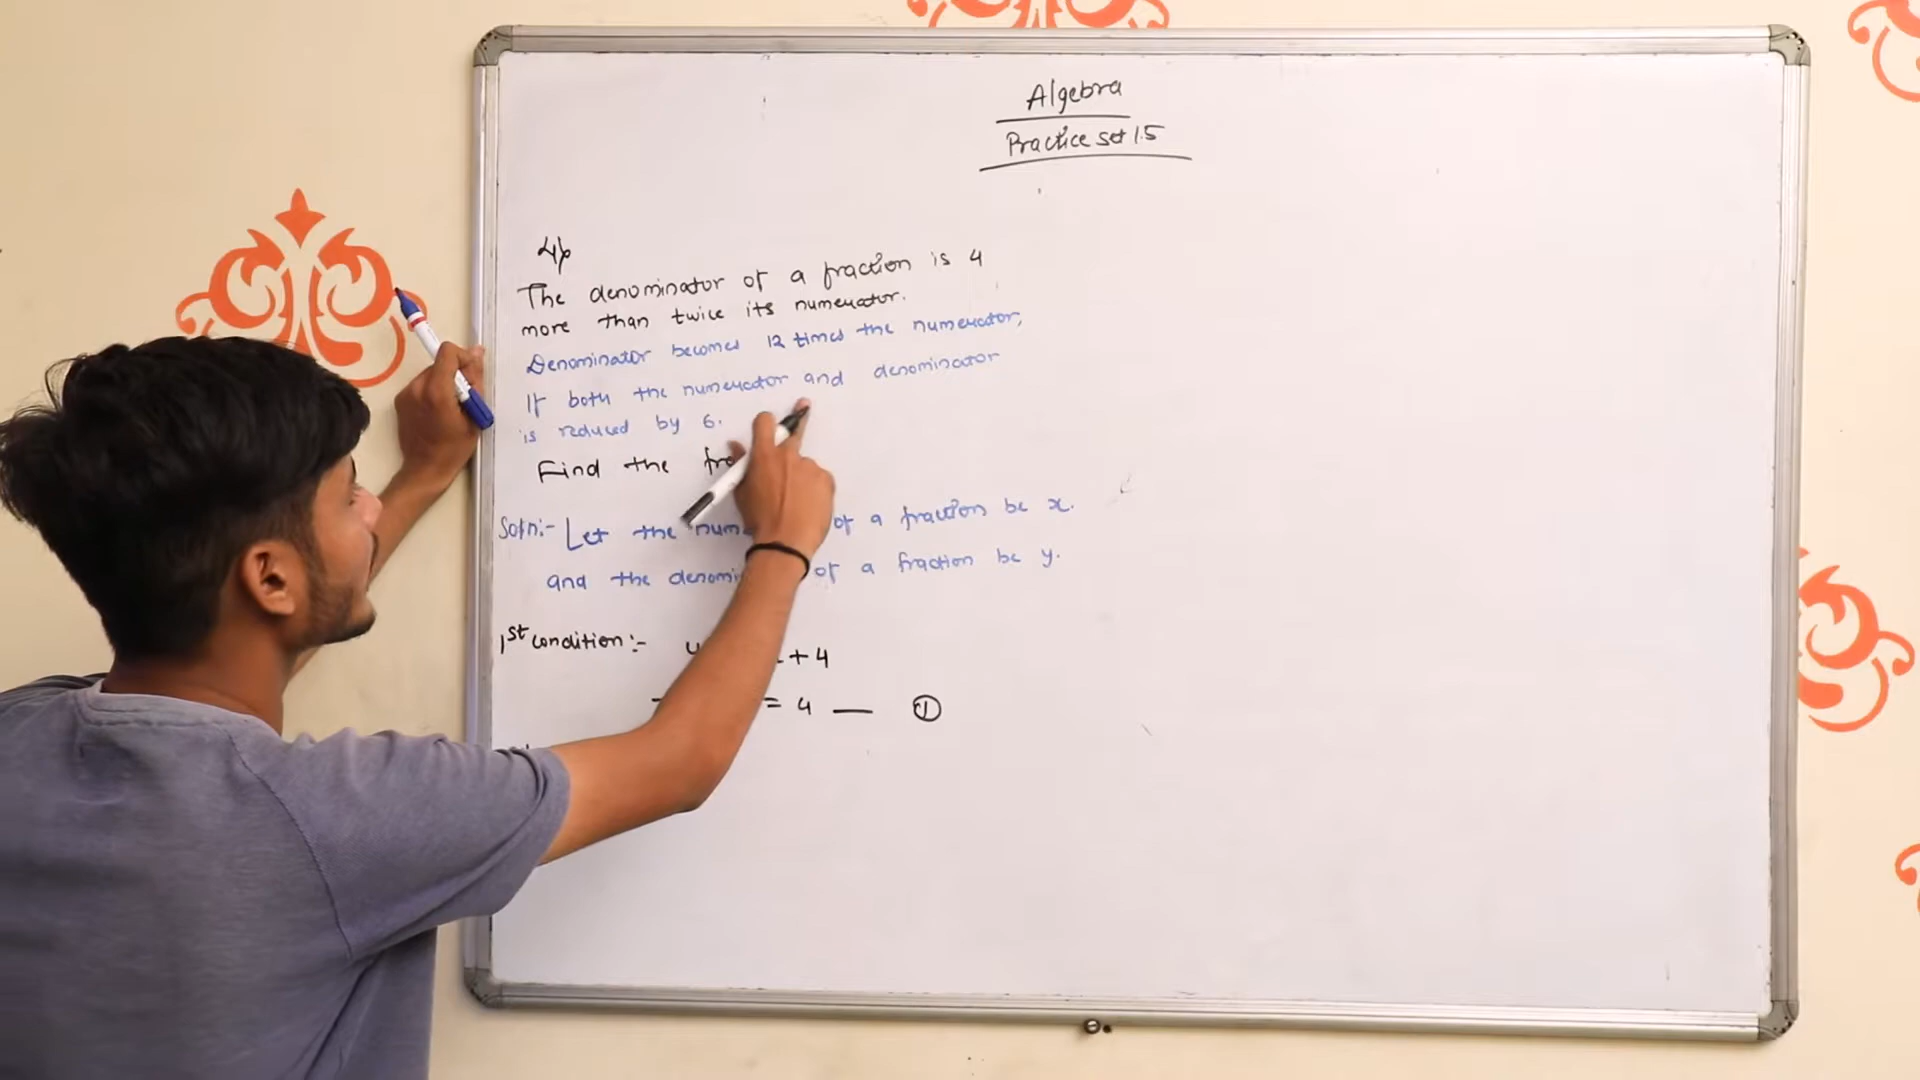 Algebra
Practice set 1.5
4)
The denominator of a fraction is 4
more than twice its numerator.
Denominator becomes 12 times the numerator,
If both the numerator and denominator
is reduced by 6.
Find the
Soln:- Let the of a fraction be x.
and the of a fraction be y.
1st condition:- + 4
= 4 — ①